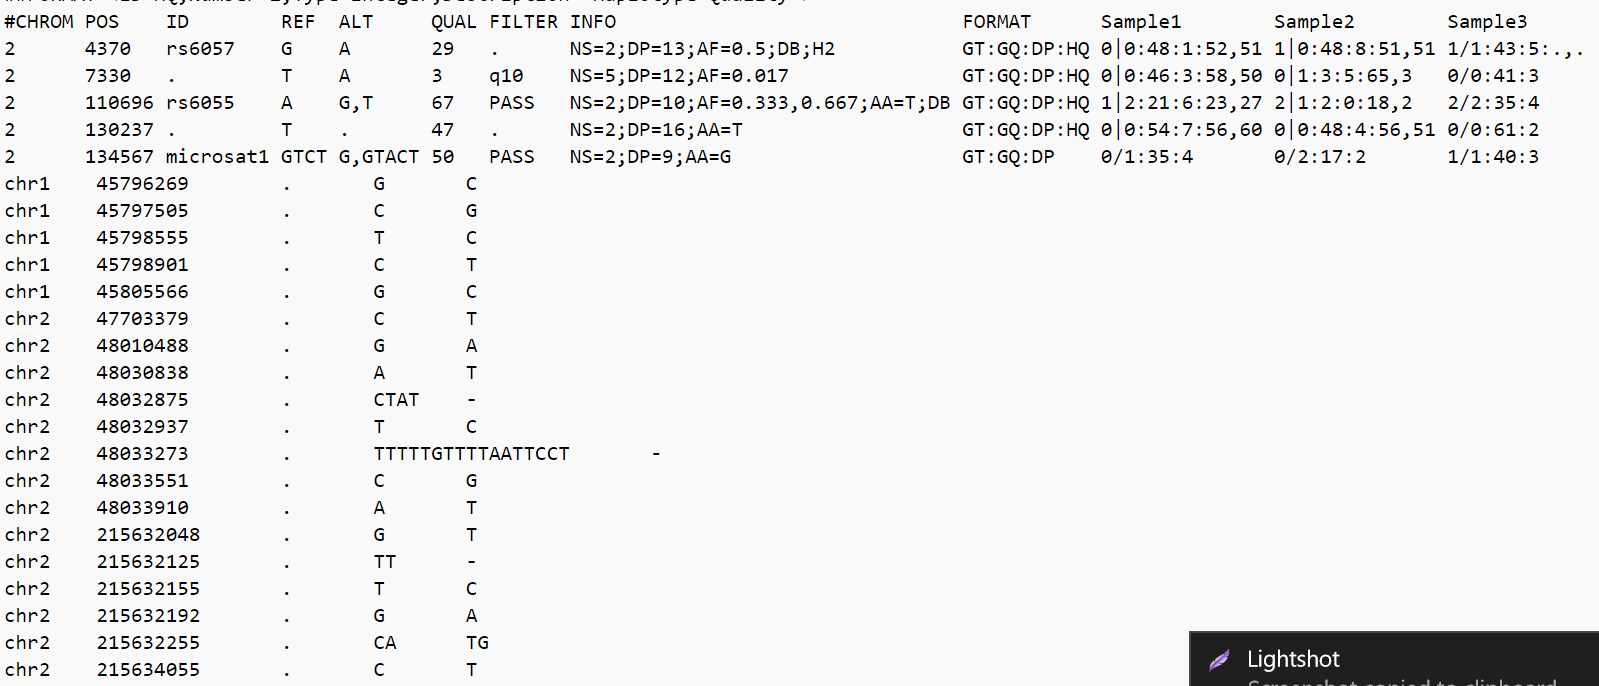 #CHROM POS    ID        REF  ALT     QUAL FILTER INFO                              FORMAT      Sample1        Sample2        Sample3
2      4370   rs6057    G    A       29   .      NS=2;DP=13;AF=0.5;DB;H2           GT:GQ:DP:HQ 0|0:48:1:52,51 1|0:48:8:51,51 1/1:43:5:.,.
2      7330   .         T    A       3    q10    NS=5;DP=12;AF=0.017               GT:GQ:DP:HQ 0|0:46:3:58,50 0|1:3:5:65,3   0/0:41:3
2      110696 rs6055    A    G,T     67   PASS   NS=2;DP=10;AF=0.333,0.667;AA=T;DB GT:GQ:DP:HQ 1|2:21:6:23,27 2|1:2:0:18,2   2/2:35:4
2      130237 .         T    .       47   .      NS=2;DP=16;AA=T                   GT:GQ:DP:HQ 0|0:54:7:56,60 0|0:48:4:56,51 0/0:61:2
2      134567 microsat1 GTCT G,GTACT 50   PASS   NS=2;DP=9;AA=G                    GT:GQ:DP    0/1:35:4       0/2:17:2       1/1:40:3
chr1    45796269        .       G       C
chr1    45797505        .       C       G
chr1    45798555        .       T       C
chr1    45798901        .       C       T
chr1    45805566        .       G       C
chr2    47703379        .       C       T
chr2    48010488        .       G       A
chr2    48030838        .       A       T
chr2    48032875        .       CTAT    -
chr2    48032937        .       T       C
chr2    48033273        .       TTTTTGTTTTAATTCCT       -
chr2    48033551        .       C       G
chr2    48033910        .       A       T
chr2    215632048       .       G       T
chr2    215632125       .       TT      -
chr2    215632155       .       T       C
chr2    215632192       .       G       A
chr2    215632255       .       CA      TG
chr2    215634055       .       C       T
Lightshot
Screenshot copied to clipboard